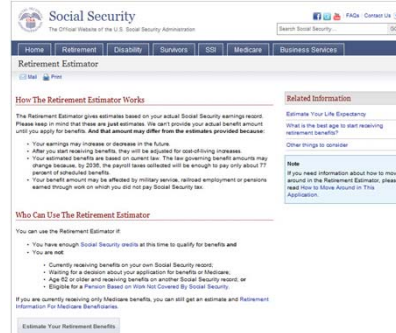 Social Security
The Official Website of the U.S. Social Security Administration
FAQs Contact Us
Search Social Security...
Home Retirement Disability Survivors SSI Medicare Business Services
Retirement Estimator
Mail Print
How The Retirement Estimator Works
The Retirement Estimator gives estimates based on your actual Social Security earnings record.
Please keep in mind that these are just estimates. We can't provide your actual benefit amount
until you apply for benefits. And that amount may differ from the estimates provided because:
• Your earnings may increase or decrease in the future.
• After you start receiving benefits, they will be adjusted for cost-of-living increases.
• Your estimated benefits are based on current law. The law governing benefit amounts may
change because, by the payroll taxes collected will be enough to pay only about 77
percent of scheduled benefits.
• Your benefit amount may be affected by military service, railroad employment or pensions
earned through work on which you did not pay Social Security tax.
Who Can Use The Retirement Estimator
You can use the Retirement Estimator if:
• You have enough Social Security credits at this time to qualify for benefits and
• You are not:
• Currently receiving benefits on your own Social Security record;
• Waiting for a decision about your application for benefits or Medicare;
• Age 62 or older and receiving benefits on another Social Security record; or
• Eligible for a Pension Based on Work Not Covered By Social Security.
If you are currently receiving only Medicare benefits, you can still get an estimate and Retirement
Information For Medicare Beneficiaries.
Estimate Your Retirement Benefits
Related Information
Estimate Your Life Expectancy
What is the best age to start receiving
retirement benefits?
Other things to consider
Note
If you need information about how to mov
around in the Retirement Estimator, pleas
read How to Move Around in This
Application.